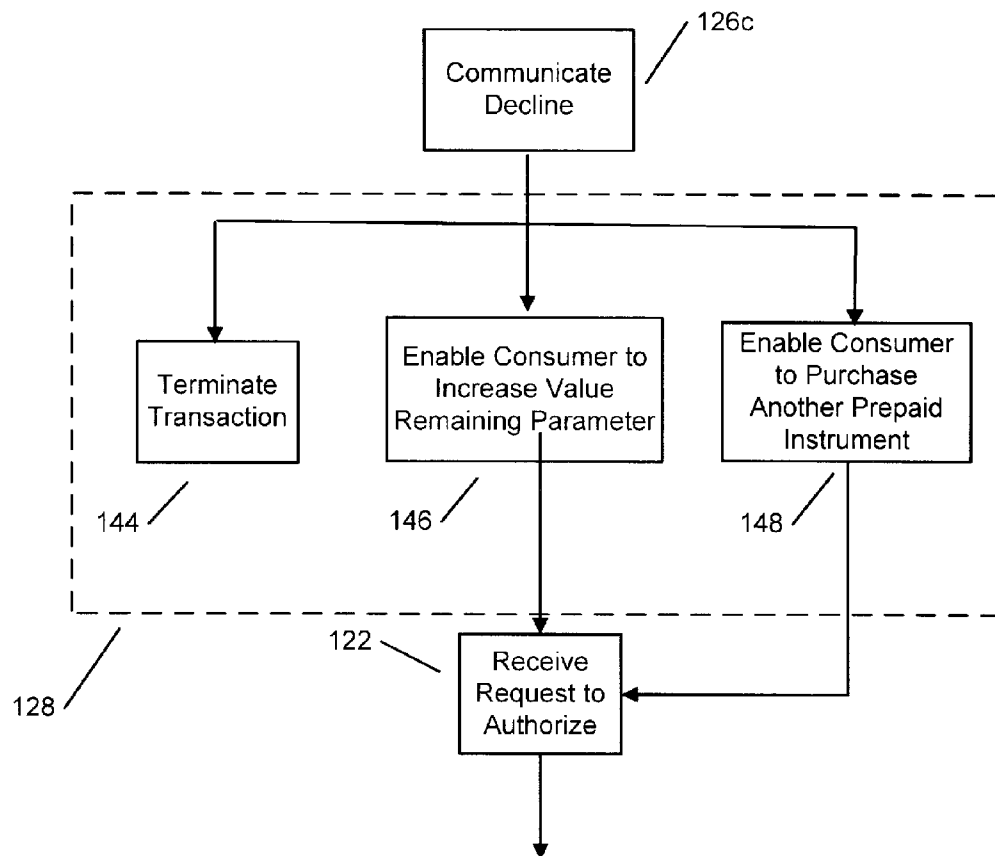 126c
Communicate
Decline
Terminate
Transaction
Enable Consumer to
Increase Value
Remaining Parameter
Enable Consumer
to Purchase
Another Prepaid
Instrument
144
146
148
122
Receive
Request to
Authorize
128